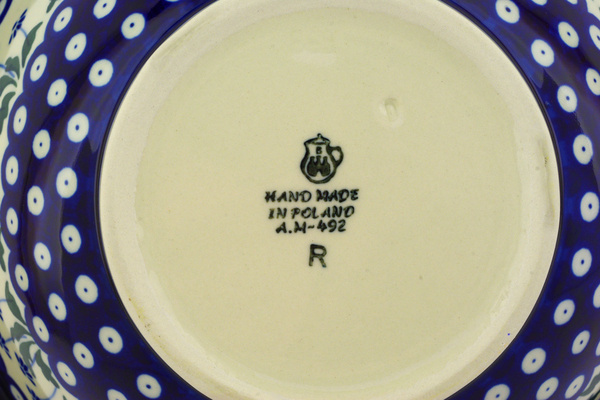 HAND MADE
IN POLAND
A.M-492
R